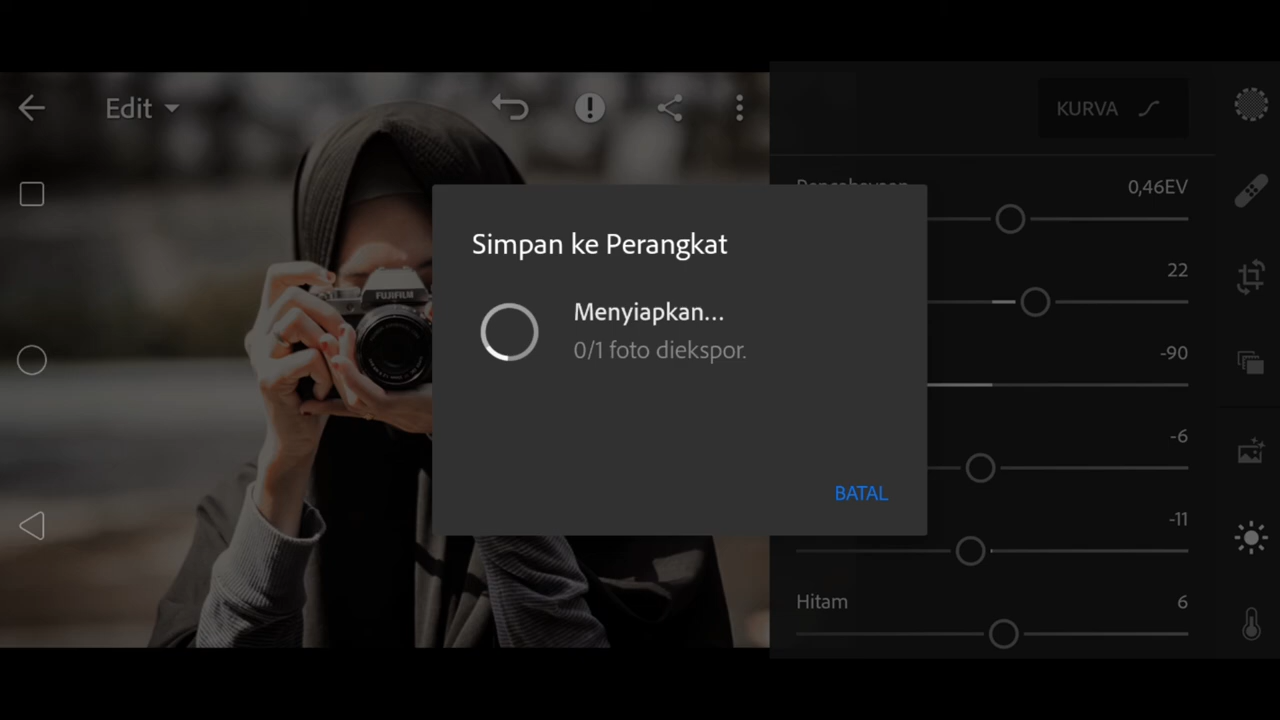 Edit
KURVA
Pencahayaan
0,46EV
22
-90
-6
-11
Hitam
6
FUJIFILM
Simpan ke Perangkat
Menyiapkan...
0/1 foto diekspor.
BATAL